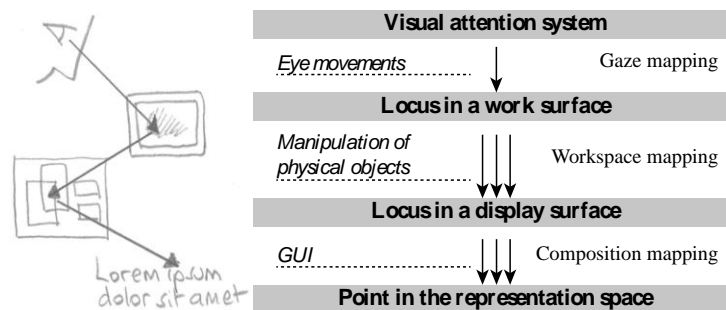 Visual attention system
Eye movements
Gaze mapping
Locus in a work surface
Manipulation of
physical objects
Workspace mapping
Locus in a display surface
GUI
Composition mapping
Point in the representation space
Lorem ipsum
dolor sit amet